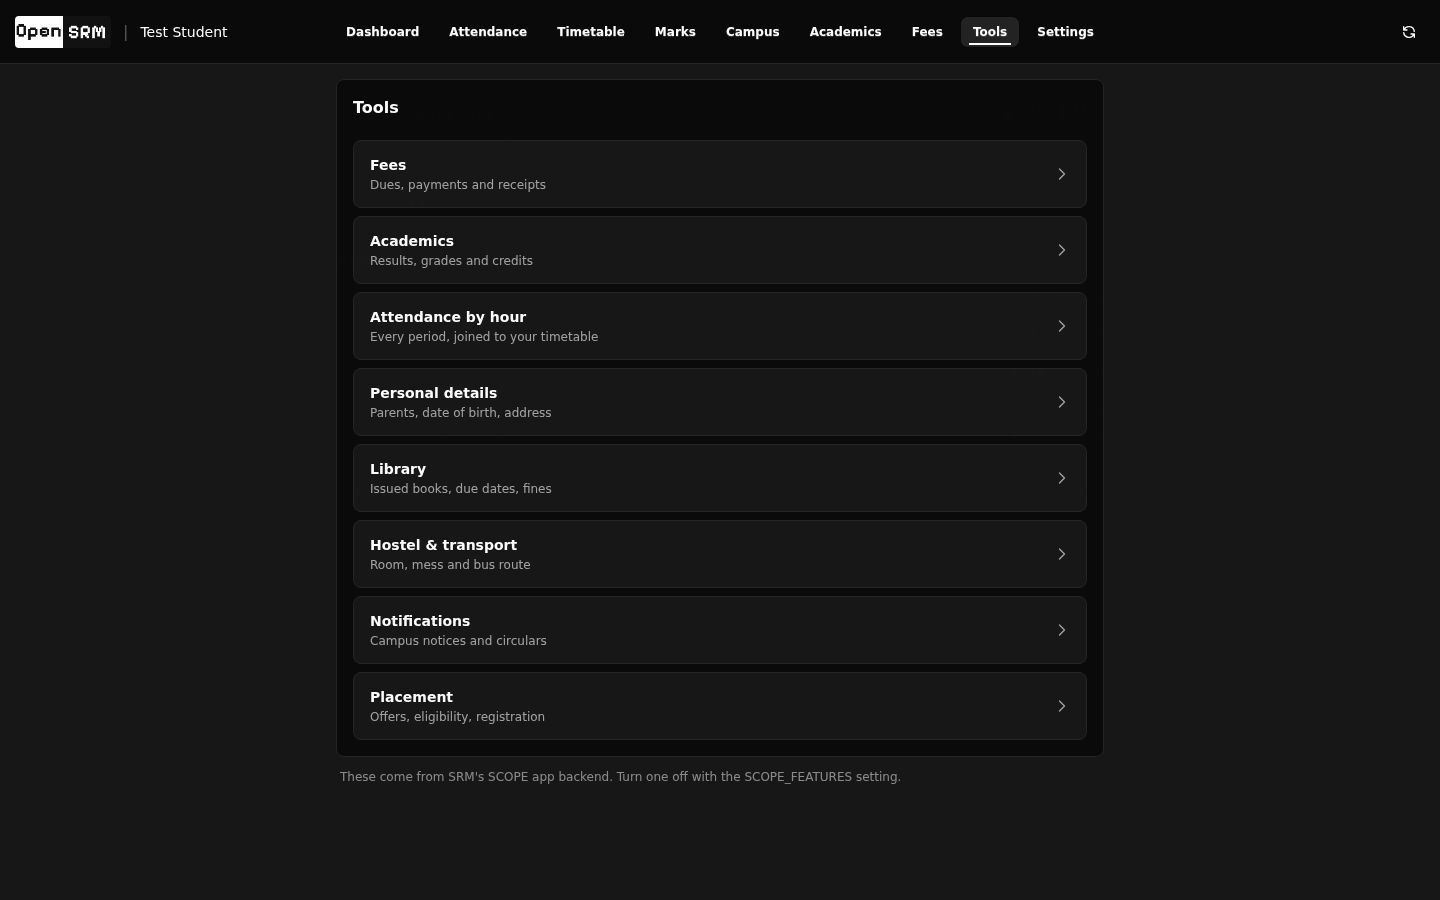 Open SRM | Test Student Dashboard Attendance Timetable Marks Campus Academics Fees Tools Settings
Tools
Fees
Dues, payments and receipts
Academics
Results, grades and credits
Attendance by hour
Every period, joined to your timetable
Personal details
Parents, date of birth, address
Library
Issued books, due dates, fines
Hostel & transport
Room, mess and bus route
Notifications
Campus notices and circulars
Placement
Offers, eligibility, registration
These come from SRM's SCOPE app backend. Turn one off with the SCOPE_FEATURES setting.